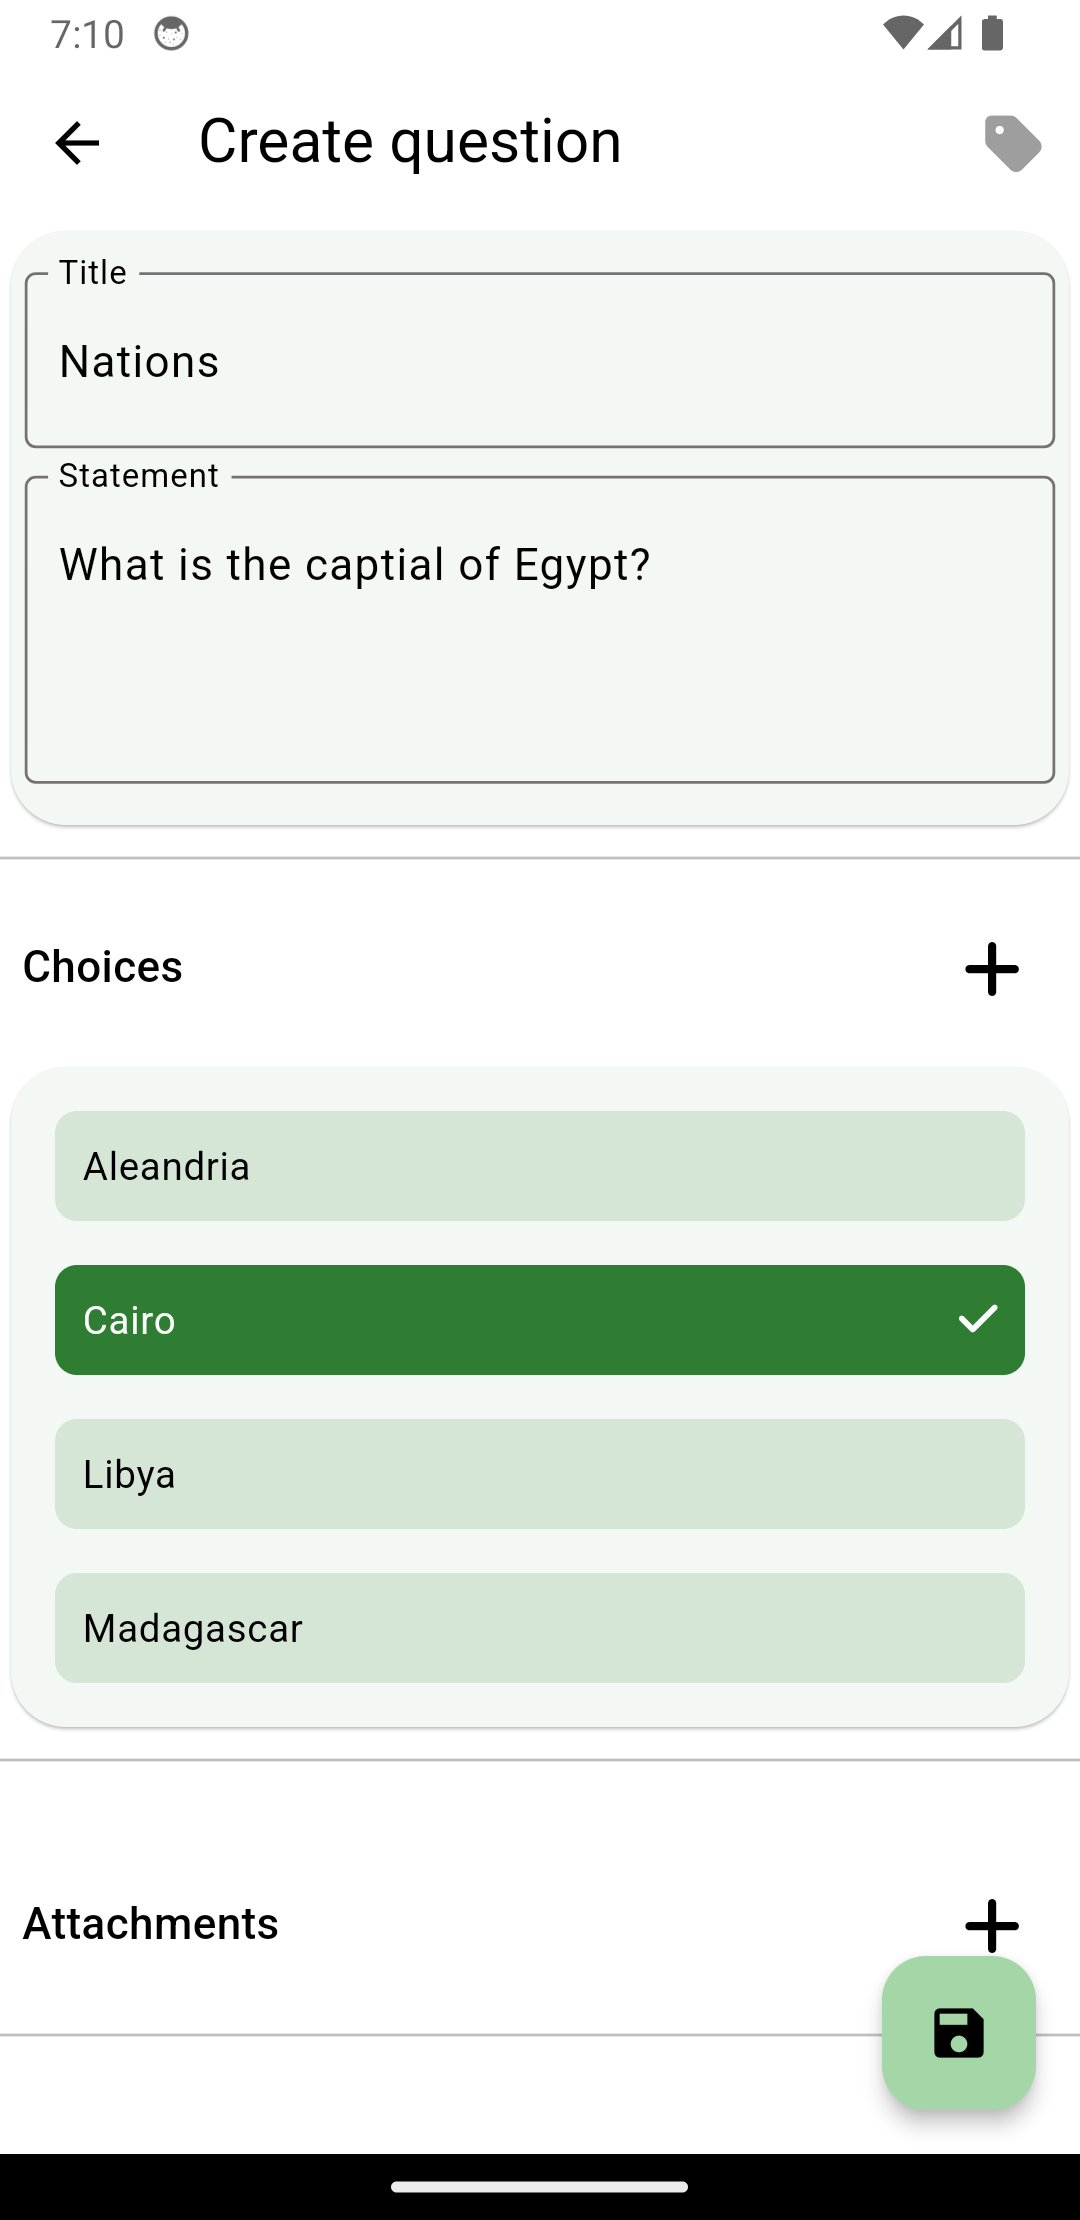 7:10
Create question
Title
Nations
Statement
What is the captial of Egypt?
Choices
Aleandria
Cairo
Libya
Madagascar
Attachments